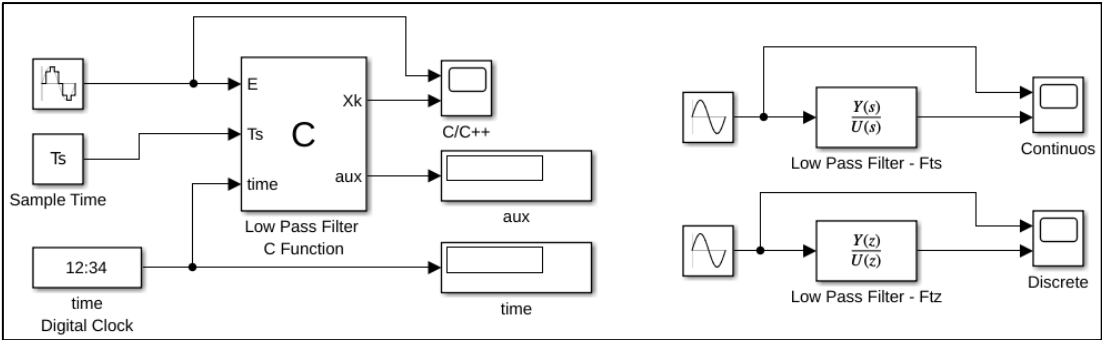 E
Ts
time
C
Xk
aux
Low Pass Filter
C Function
Ts
Sample Time
12:34
time
Digital Clock
C/C++
aux
time
Y(s)
U(s)
Low Pass Filter - Fts
Continuos
Y(z)
U(z)
Low Pass Filter - Ftz
Discrete